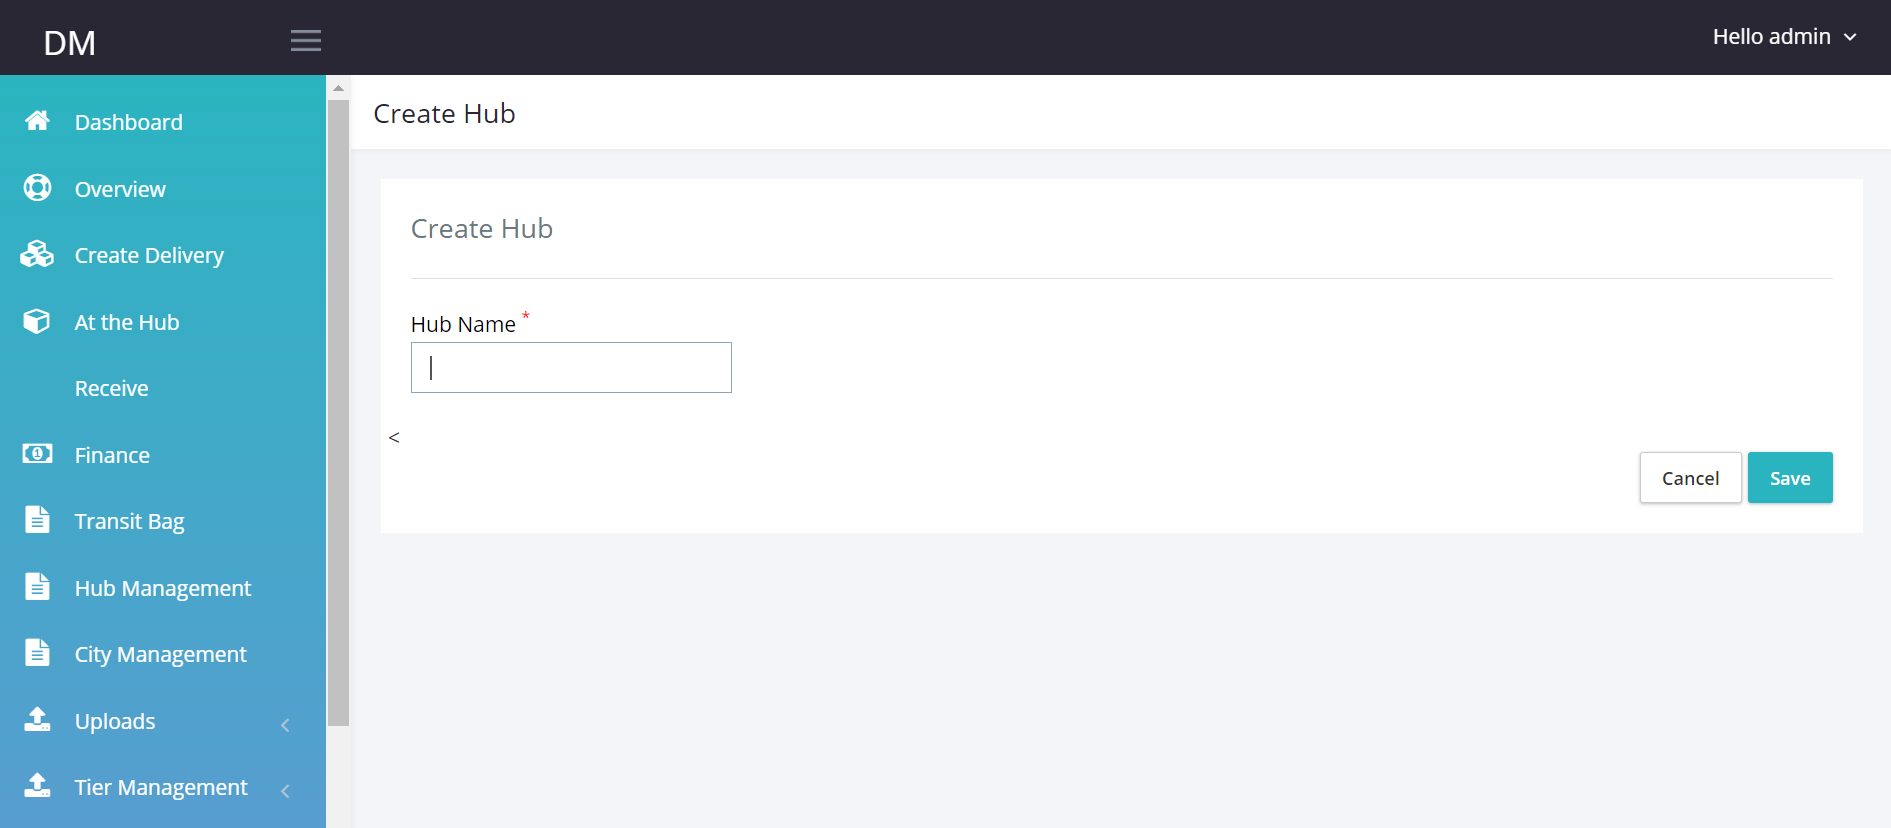 DM
Hello admin
Dashboard
Overview
Create Delivery
At the Hub
Receive
Finance
Transit Bag
Hub Management
City Management
Uploads
Tier Management
Create Hub
Create Hub
Hub Name *
<
Cancel
Save